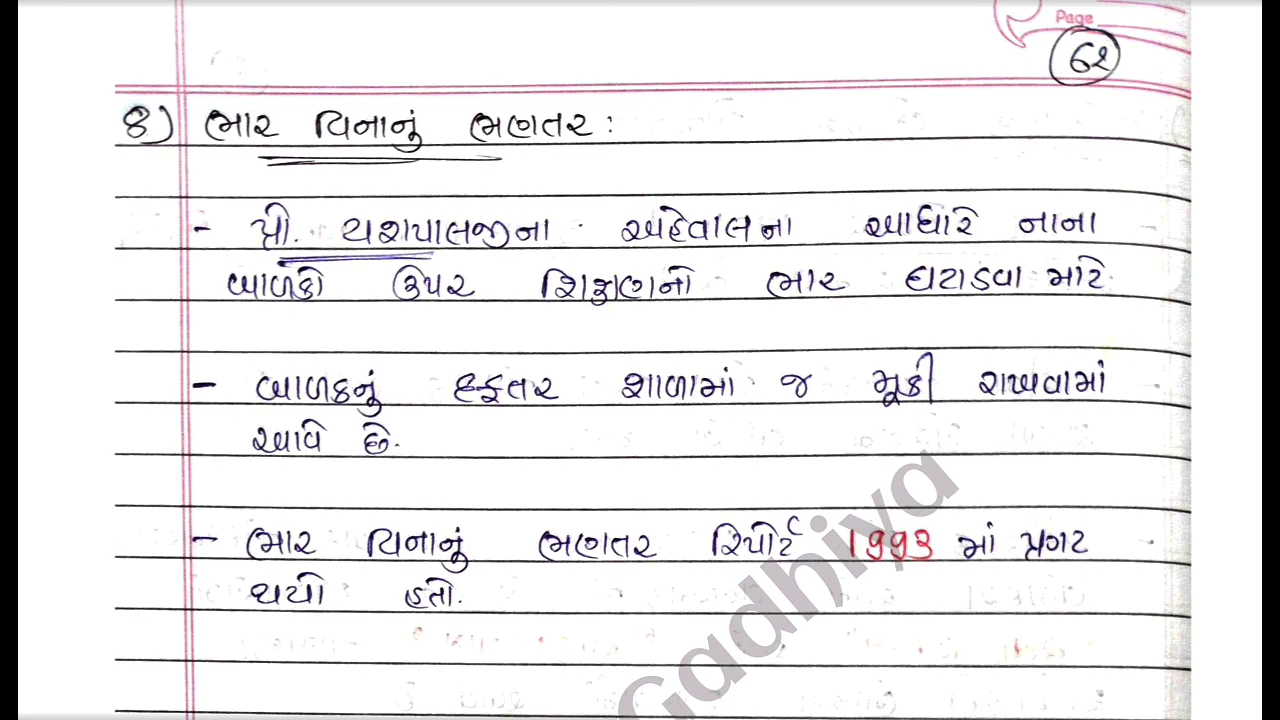 Page
62
8) ભાર વિનાનું ભણતર :
- પ્રો. યશપાલજીના અહેવાલના આધારે નાના
બાળકો ઉપર શિક્ષણનો ભાર ઘટાડવા માટે
- બાળકનું દફતર શાળામાં જ મૂકી રાખવામાં
આવે છે.
- ભાર વિનાનું ભણતર રિપોર્ટ 1993 માં પ્રગટ
થયો હતો.
Gadhiya